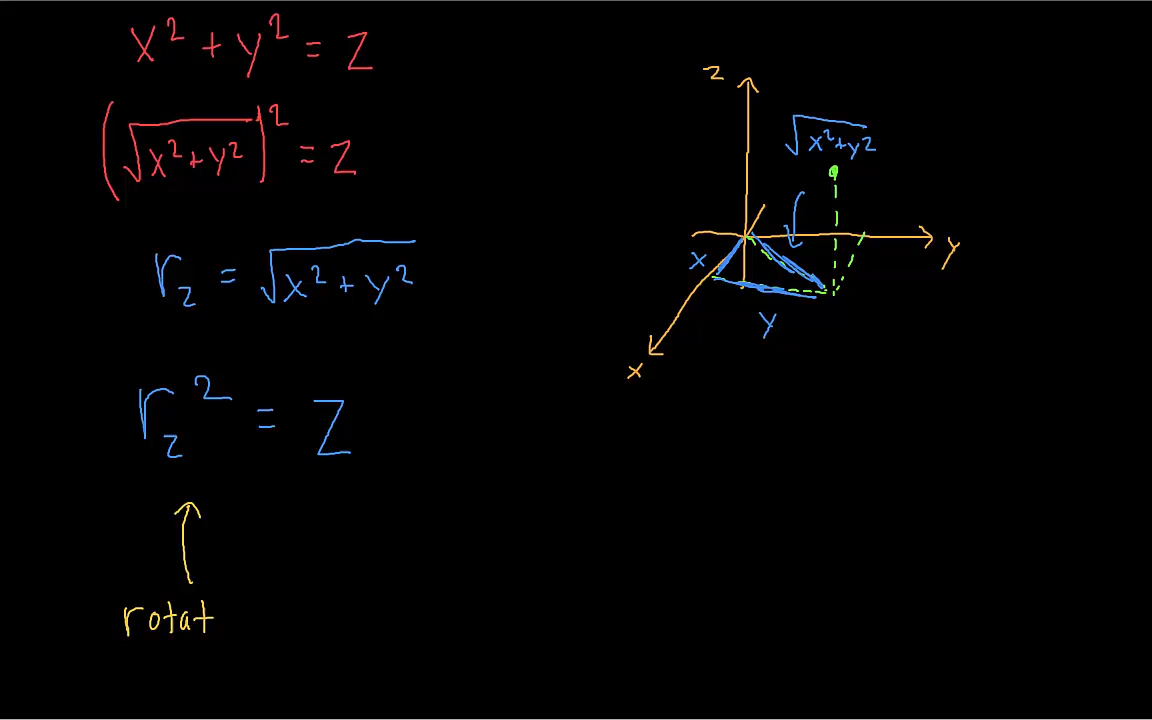 x² + y² = z
(√(x² + y²))² = z
r_z = √(x² + y²)
r_z² = z
rotat
z
√(x² + y²)
y
x
y
x